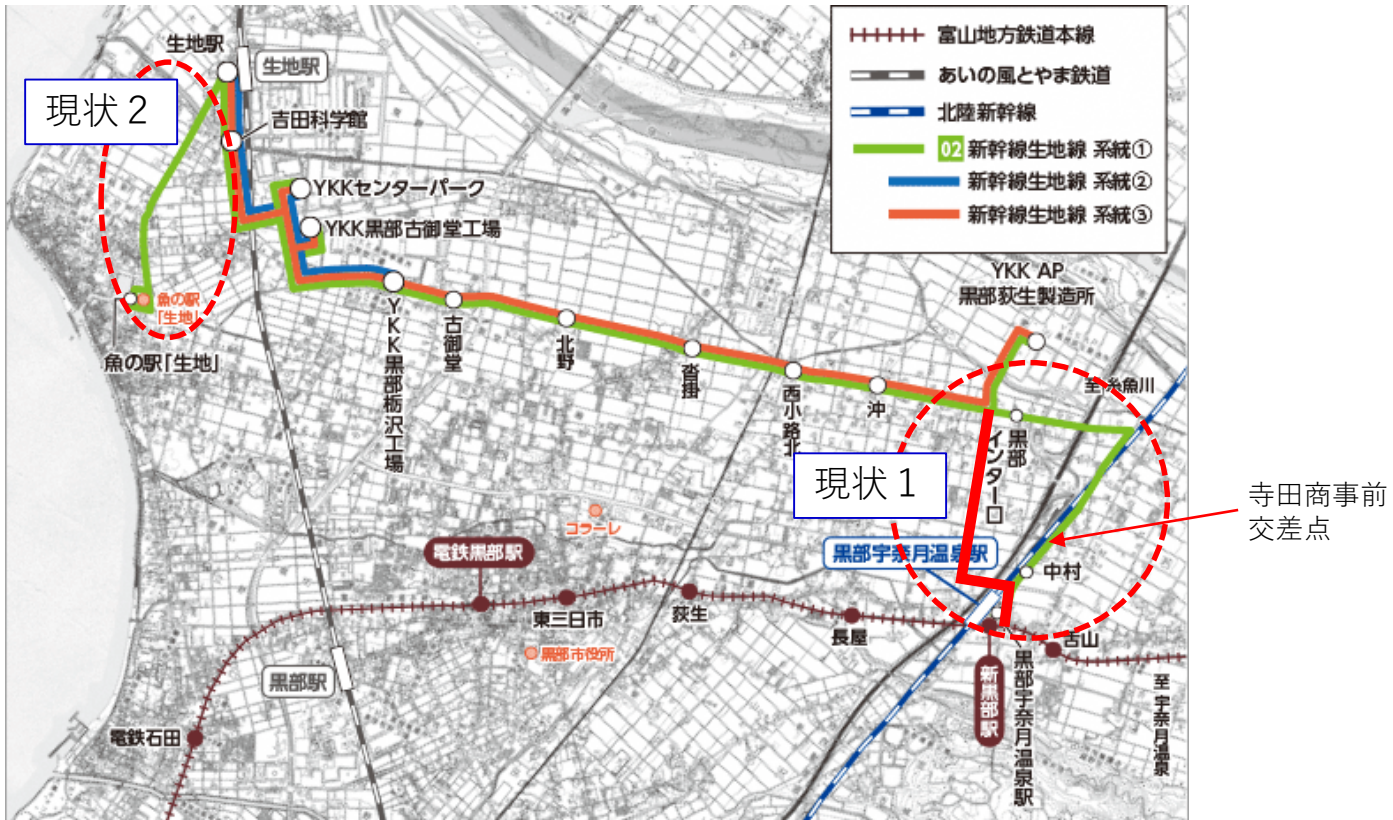 富山地方鉄道本線
あいの風とやま鉄道
北陸新幹線
02 新幹線生地線 系統①
新幹線生地線 系統②
新幹線生地線 系統③
生地駅
生地駅
現状２
吉田科学館
YKKセンターパーク
YKK黒部古御堂工場
魚の駅
「生地」
魚の駅「生地」
YKK黒部栃沢工場
古御堂
北野
沓掛
西小路北
沖
YKK AP
黒部荻生製造所
至 糸魚川
黒部
インター口
現状１
寺田商事前
交差点
コラーレ
黒部宇奈月温泉駅
中村
電鉄黒部駅
東三日市
荻生
長屋
舌山
黒部市役所
新黒部駅
黒部宇奈月温泉駅
至 宇奈月温泉
黒部駅
電鉄石田